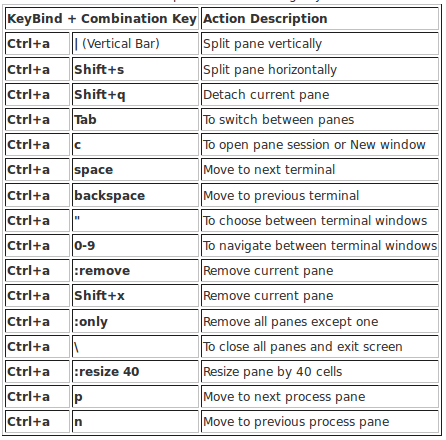 KeyBind + Combination Key Action Description
Ctrl+a | (Vertical Bar) Split pane vertically
Ctrl+a Shift+s Split pane horizontally
Ctrl+a Shift+q Detach current pane
Ctrl+a Tab To switch between panes
Ctrl+a c To open pane session or New window
Ctrl+a space Move to next terminal
Ctrl+a backspace Move to previous terminal
Ctrl+a " To choose between terminal windows
Ctrl+a 0-9 To navigate between terminal windows
Ctrl+a :remove Remove current pane
Ctrl+a Shift+x Remove current pane
Ctrl+a :only Remove all panes except one
Ctrl+a \ To close all panes and exit screen
Ctrl+a :resize 40 Resize pane by 40 cells
Ctrl+a p Move to next process pane
Ctrl+a n Move to previous process pane